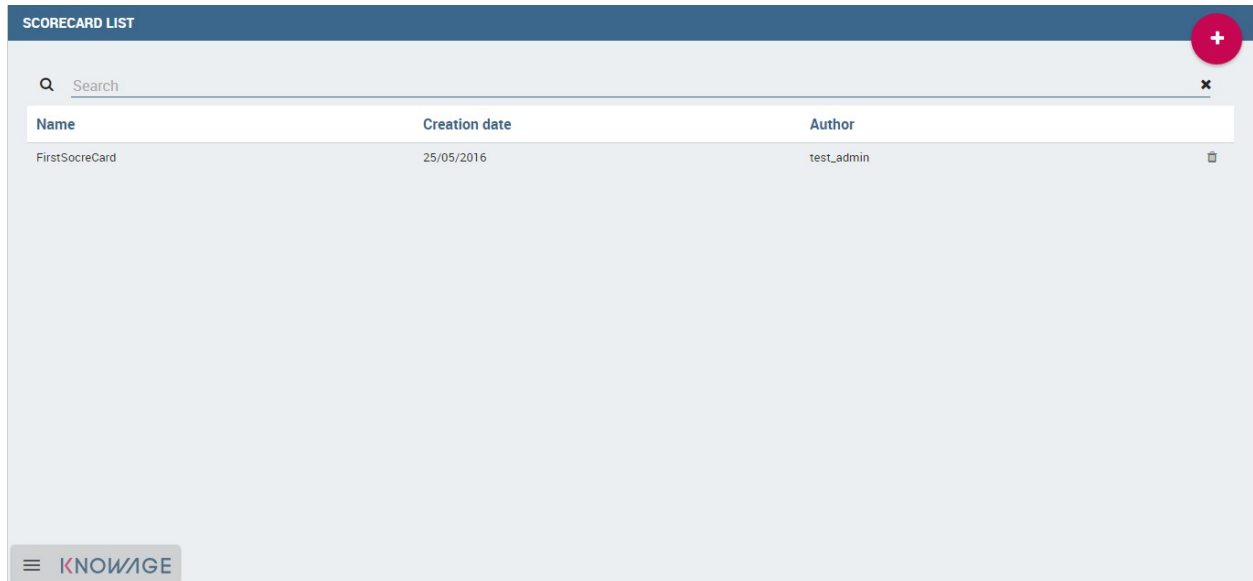 SCORECARD LIST
Search
Name Creation date Author
FirstSocreCard 25/05/2016 test_admin
KNOWAGE